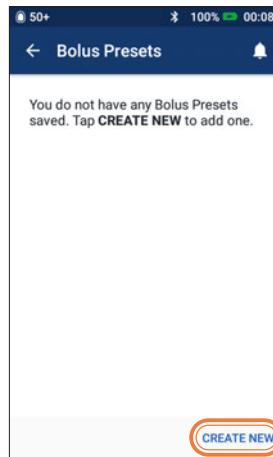 50+ 100% 00:08
Bolus Presets
You do not have any Bolus Presets
saved. Tap CREATE NEW to add one.
CREATE NEW